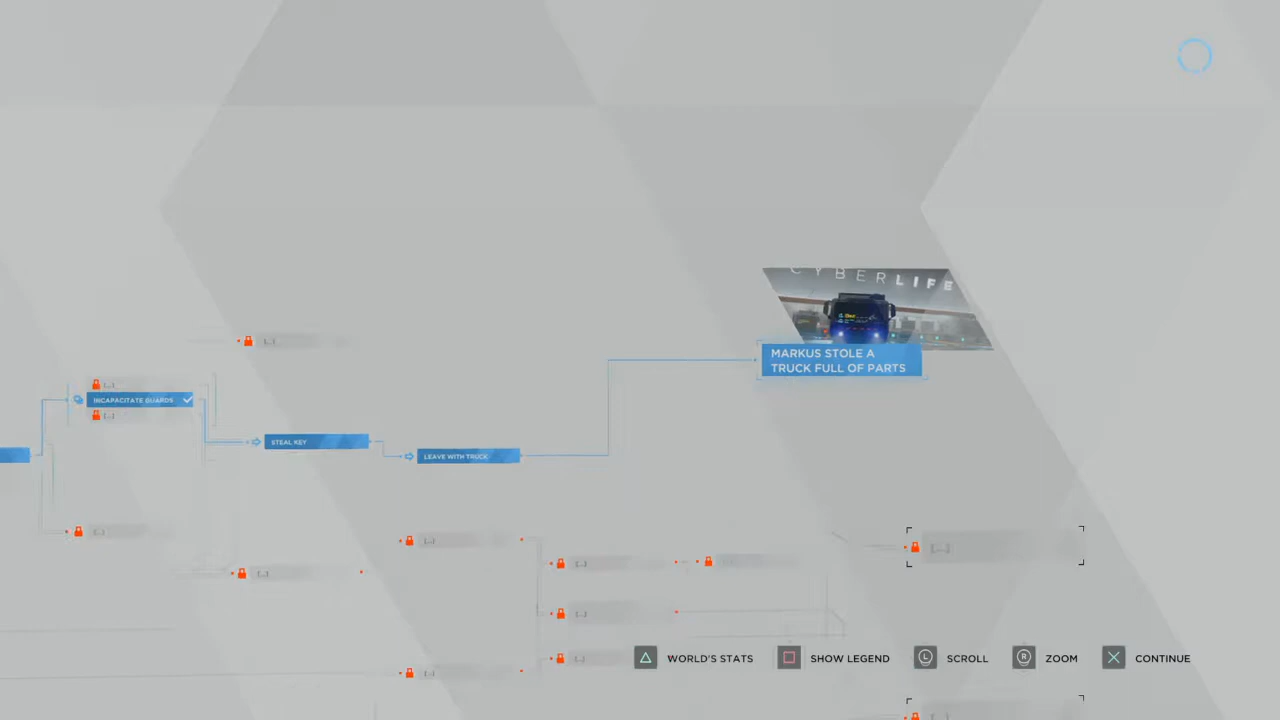 CYBERLIFE
MARKUS STOLE A
TRUCK FULL OF PARTS
[...]
[...]
INCAPACITATE GUARDS
[...]
STEAL KEY
LEAVE WITH TRUCK
[...]
[...]
[...]
[...]
[...]
[...]
[...]
[...]
WORLD'S STATS
SHOW LEGEND
L
SCROLL
R
ZOOM
CONTINUE
[...]